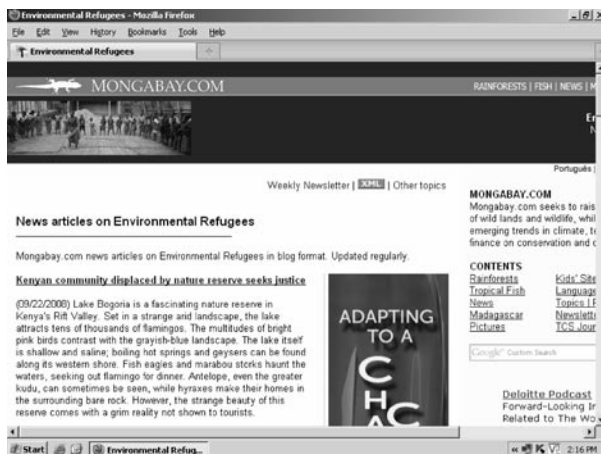 Environmental Refugees - Mozilla Firefox
File Edit View History Bookmarks Tools Help
Environmental Refugees
MONGABAY.COM
RAINFORESTS | FISH | NEWS | M
En
N
Português |
Weekly Newsletter | XML | Other topics
News articles on Environmental Refugees
Mongabay.com news articles on Environmental Refugees in blog format. Updated regularly.
Kenyan community displaced by nature reserve seeks justice
(09/22/2008) Lake Bogoria is a fascinating nature reserve in
Kenya's Rift Valley. Set in a strange arid landscape, the lake
attracts tens of thousands of flamingos. The multitudes of bright
pink birds contrast with the grayish-blue landscape. The lake itself
is shallow and saline; boiling hot springs and geysers can be found
along its western shore. Fish eagles and marabou storks haunt the
waters, seeking out flamingo for dinner. Antelope, even the greater
kudu, can sometimes be seen, while hyraxes make their homes in
the surrounding bare rock. However, the strange beauty of this
reserve comes with a grim reality not shown to tourists.
ADAPTING
TO A
C
H
A C
MONGABAY.COM
Mongabay.com seeks to rais
of wild lands and wildlife, whil
emerging trends in climate, te
finance on conservation and d
CONTENTS
Rainforests Kids' Site
Tropical Fish Language
News Topics | F
Madagascar Newslette
Pictures TCS Jour
Google Custom Search
Deloitte Podcast
Forward-Looking In
Related to The Wo
Start Environmental Refug... 2:16 PM